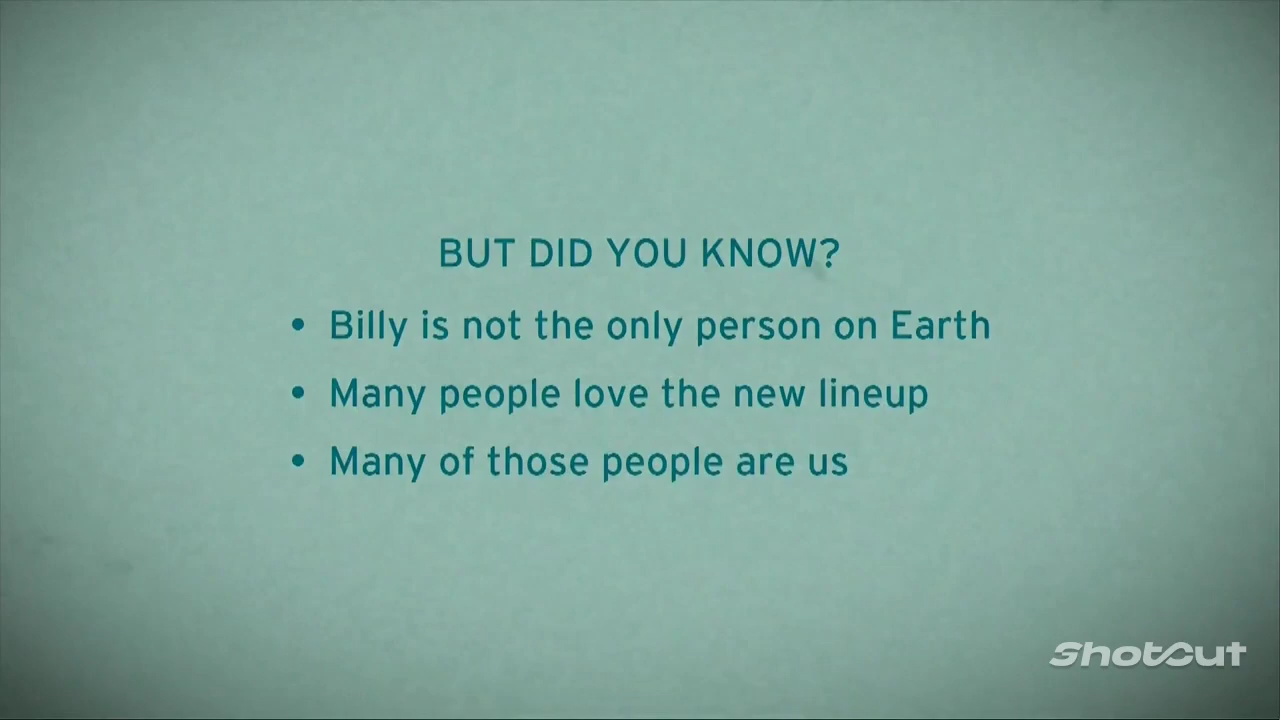 BUT DID YOU KNOW?
• Billy is not the only person on Earth
• Many people love the new lineup
• Many of those people are us
ShotCut